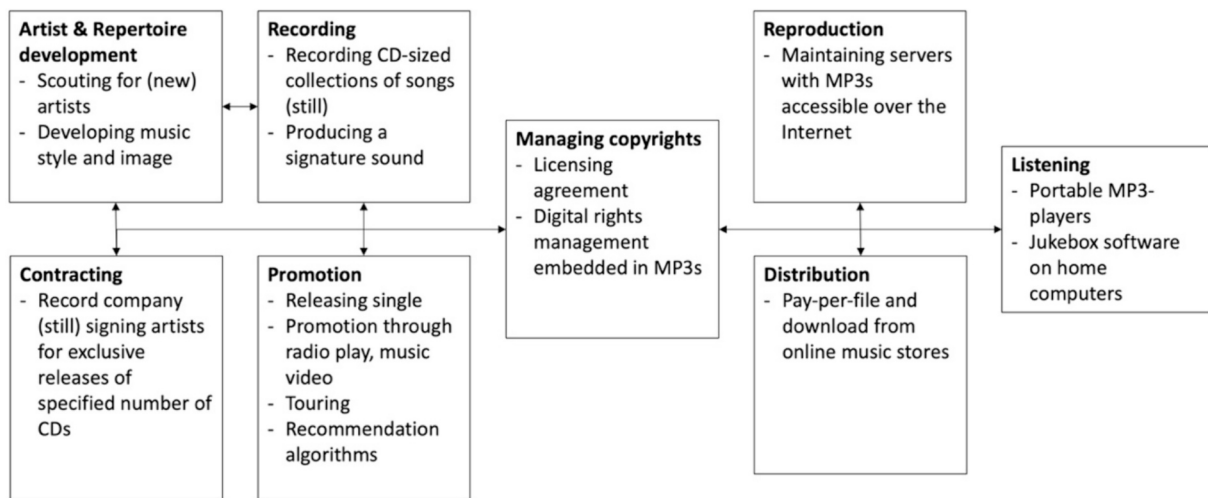 Artist & Repertoire
development
- Scouting for (new)
artists
- Developing music
style and image
Recording
- Recording CD-sized
collections of songs
(still)
- Producing a
signature sound
Contracting
- Record company
(still) signing artists
for exclusive
releases of
specified number of
CDs
Promotion
- Releasing single
- Promotion through
radio play, music
video
- Touring
- Recommendation
algorithms
Managing copyrights
- Licensing
agreement
- Digital rights
management
embedded in MP3s
Reproduction
- Maintaining servers
with MP3s
accessible over the
Internet
Distribution
- Pay-per-file and
download from
online music stores
Listening
- Portable MP3-
players
- Jukebox software
on home
computers